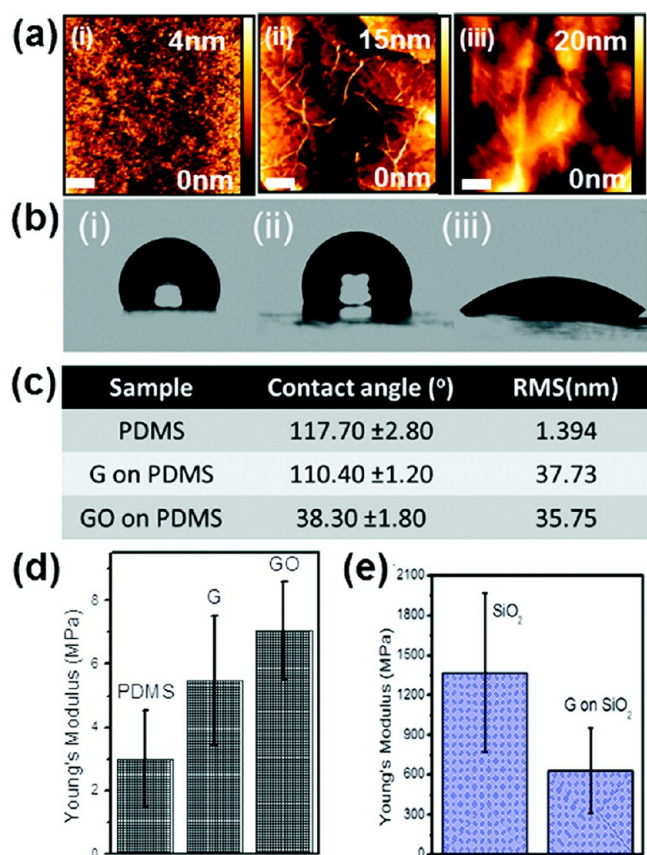 (a) (i) 4nm (ii) 15nm (iii) 20nm
0nm 0nm 0nm
(b) (i) (ii) (iii)
(c) Sample Contact angle (°) RMS(nm)
PDMS 117.70 ±2.80 1.394
G on PDMS 110.40 ±1.20 37.73
GO on PDMS 38.30 ±1.80 35.75
(d)
Young's Modulus (MPa)
8
6
4
2
0
PDMS
G
GO
(e)
Young's Modulus (MPa)
2100
1800
1500
1200
900
600
300
0
SiO₂
G on SiO₂